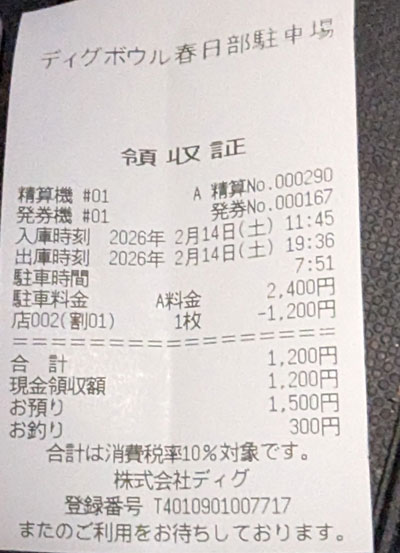 ディグボウル春日部駐車場
領収証
精算機 #01 A 精算No.000290
発券機 #01 発券No.000167
入庫時刻 2026年 2月14日(土) 11:45
出庫時刻 2026年 2月14日(土) 19:36
駐車時間 7:51
駐車料金 A料金 2,400円
店002(割01) 1枚 -1,200円
==================
合 計 1,200円
現金領収額 1,200円
お預り 1,500円
お釣り 300円
合計は消費税率10%対象です。
株式会社ディグ
登録番号 T4010901007717
またのご利用をお待ちしております。